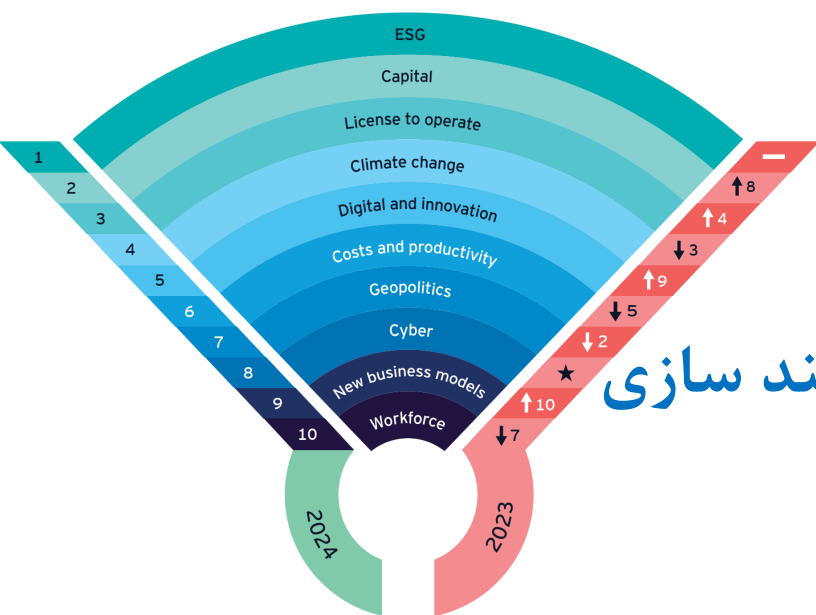 ESG
Capital
License to operate
Climate change
Digital and innovation
Costs and productivity
Geopolitics
Cyber
New business models
Workforce
1
2
3
4
5
6
7
8
9
10
2024
–
↑ 8
↑ 4
↓ 3
↑ 9
↓ 5
↓ 2
★
↑ 10
↓ 7
2023
سازی